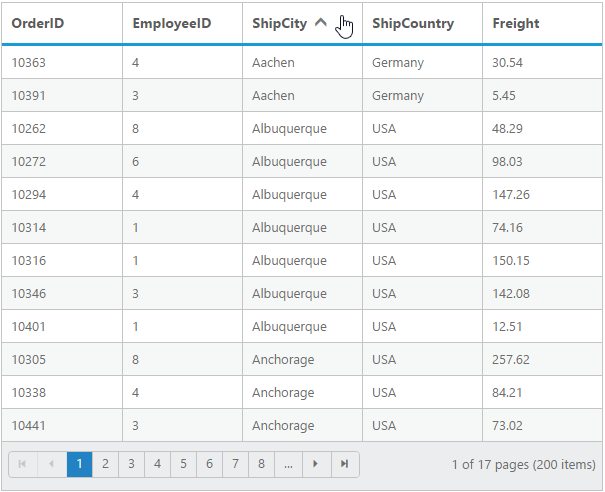 OrderID EmployeeID ShipCity ShipCountry Freight
10363 4 Aachen Germany 30.54
10391 3 Aachen Germany 5.45
10262 8 Albuquerque USA 48.29
10272 6 Albuquerque USA 98.03
10294 4 Albuquerque USA 147.26
10314 1 Albuquerque USA 74.16
10316 1 Albuquerque USA 150.15
10346 3 Albuquerque USA 142.08
10401 1 Albuquerque USA 12.51
10305 8 Anchorage USA 257.62
10338 4 Anchorage USA 84.21
10441 3 Anchorage USA 73.02
1 2 3 4 5 6 7 8 ... 1 of 17 pages (200 items)